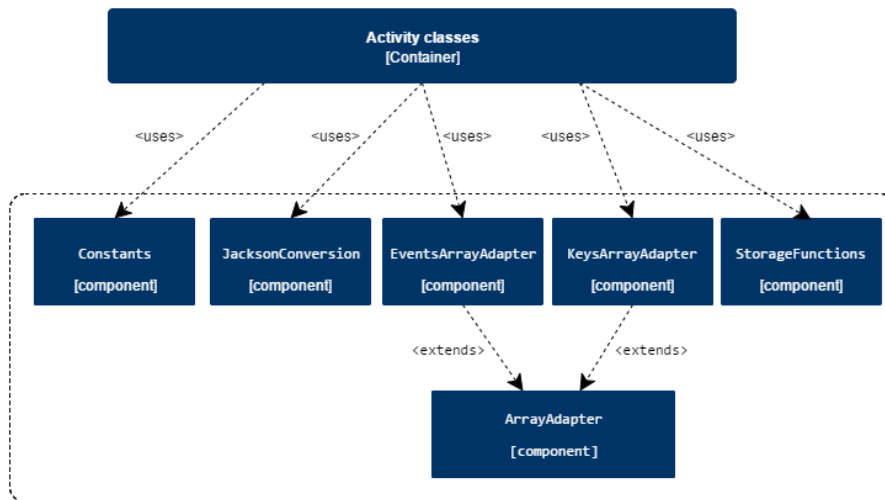 Activity classes
[Container]
<uses> <uses> <uses> <uses> <uses>
Constants JacksonConversion EventsArrayAdapter KeysArrayAdapter StorageFunctions
[component] [component] [component] [component] [component]
<extends> <extends>
ArrayAdapter
[component]